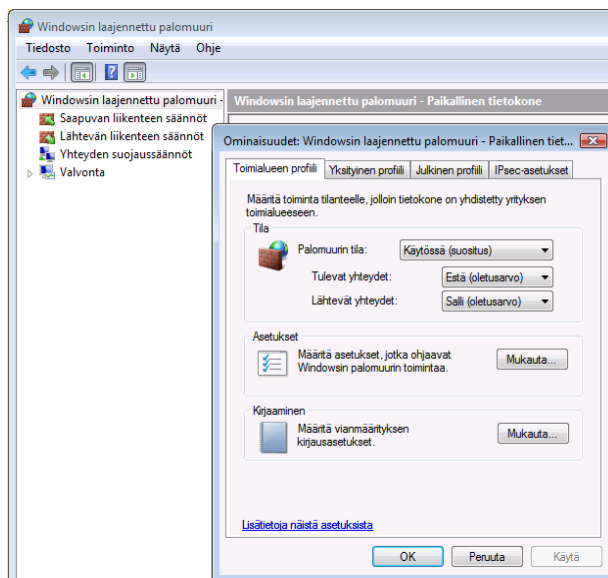 Windowsin laajennettu palomuuri
Tiedosto Toiminto Näytä Ohje
Windowsin laajennettu palomuuri -
Saapuvan liikenteen säännöt
Lähtevän liikenteen säännöt
Yhteyden suojaussäännöt
Valvonta
Windowsin laajennettu palomuuri - Paikallinen tietokone
Ominaisuudet: Windowsin laajennettu palomuuri - Paikallinen tiet...
Toimialueen profiili Yksityinen profiili Julkinen profiili IPsec-asetukset
Määritä toiminta tilanteelle, jolloin tietokone on yhdistetty yrityksen
toimialueeseen.
Tila
Palomuurin tila: Käytössä (suositus)
Tulevat yhteydet: Estä (oletusarvo)
Lähtevät yhteydet: Salli (oletusarvo)
Asetukset
Määritä asetukset, jotka ohjaavat
Windowsin palomuurin toimintaa.
Mukauta...
Kirjaaminen
Määritä vianmäärityksen
kirjausasetukset.
Mukauta...
Lisätietoja näistä asetuksista
OK Peruuta Käytä